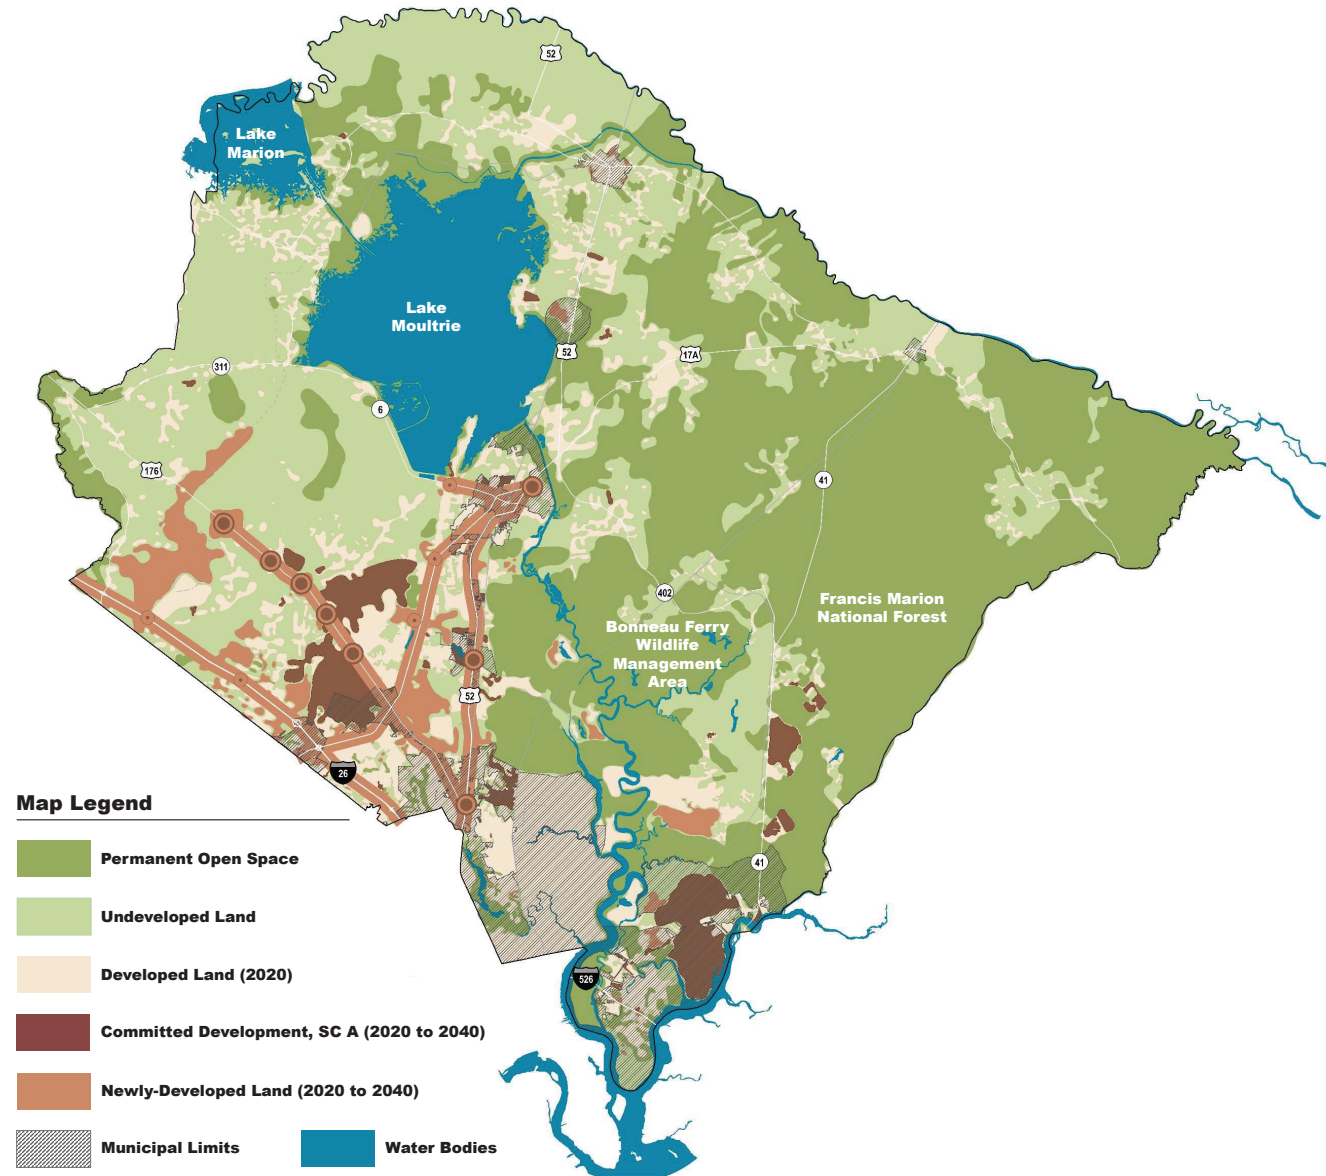 52
Lake
Marion
Lake
Moultrie
52
17A
311
6
176
41
402
Francis Marion
National Forest
Bonneau Ferry
Wildlife
Management
Area
52
26
41
526
Map Legend
Permanent Open Space
Undeveloped Land
Developed Land (2020)
Committed Development, SC A (2020 to 2040)
Newly-Developed Land (2020 to 2040)
Municipal Limits
Water Bodies